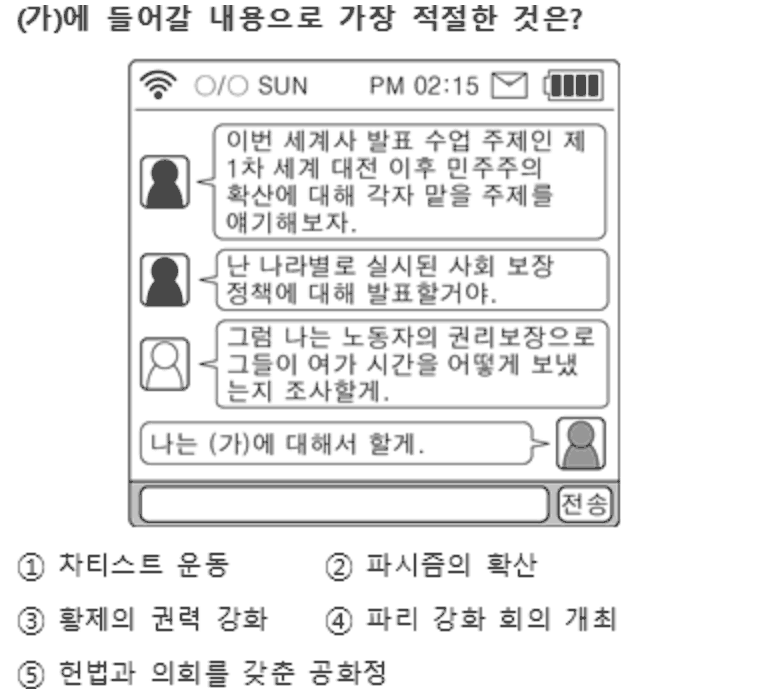 (가)에 들어갈 내용으로 가장 적절한 것은?
○/○ SUN PM 02:15
이번 세계사 발표 수업 주제인 제
1차 세계 대전 이후 민주주의
확산에 대해 각자 맡을 주제를
얘기해보자.
난 나라별로 실시된 사회 보장
정책에 대해 발표할거야.
그럼 나는 노동자의 권리보장으로
그들이 여가 시간을 어떻게 보냈
는지 조사할게.
나는 (가)에 대해서 할게.
전송
① 차티스트 운동 ② 파시즘의 확산
③ 황제의 권력 강화 ④ 파리 강화 회의 개최
⑤ 헌법과 의회를 갖춘 공화정